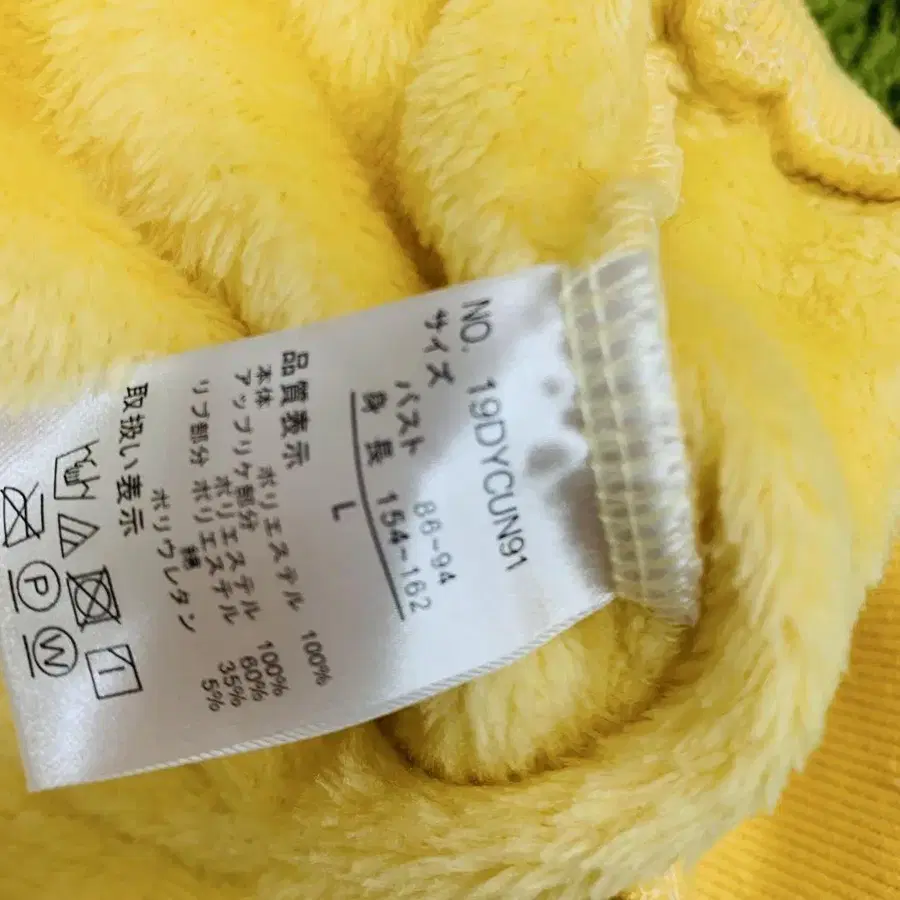 NO. 19DYCUN91
サイズ
バスト 86~94
身長 154~162
L
品質表示
本体 ポリエステル 100%
アップリケ部分 ポリエステル 100%
リブ部分 ポリエステル 60%
綿 35%
ポリウレタン 5%
取扱い表示
P
W